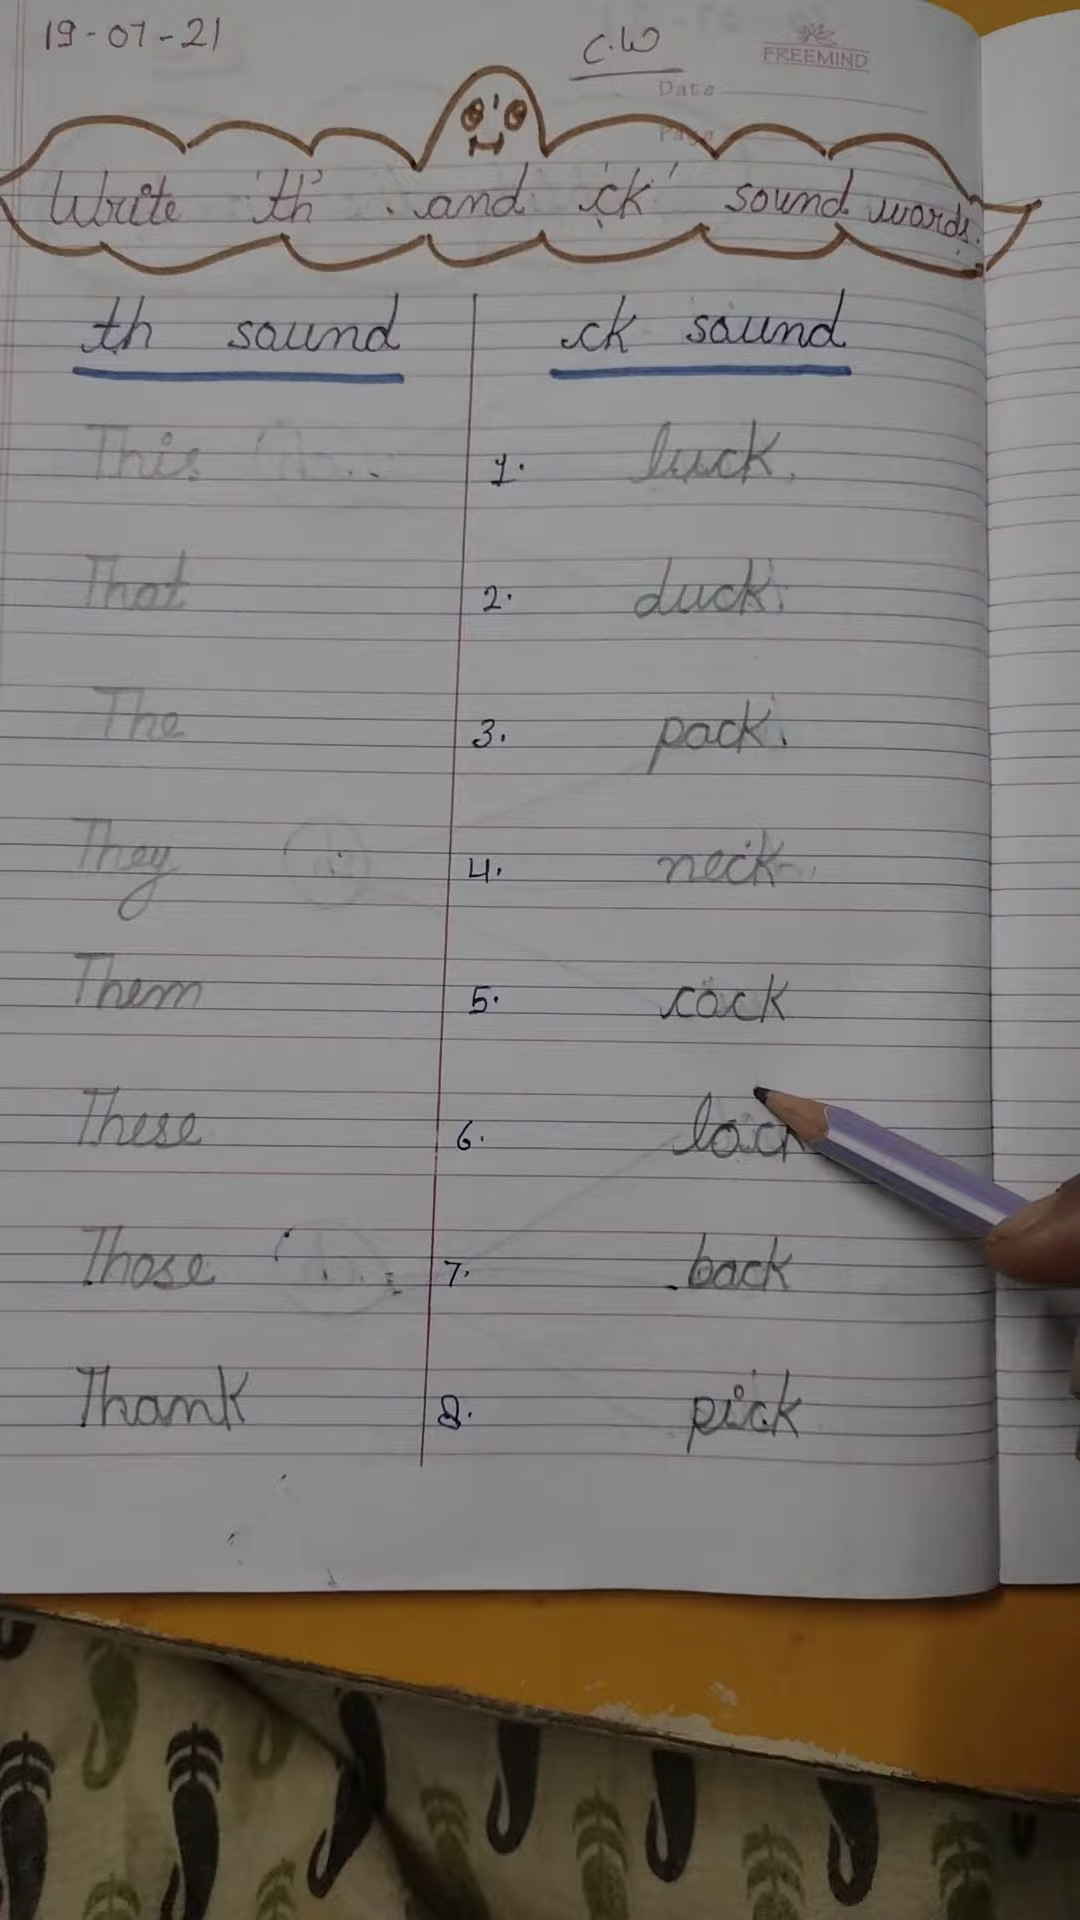 19-07-21
C.W
FREEMIND
Date
Page
Write 'th' and 'ck' sound words.
th sound ck sound
This 1. luck.
That 2. duck.
The 3. pack.
They 4. neck.
Them 5. cock
These 6. lock
Those 7. back
Thank 8. pick